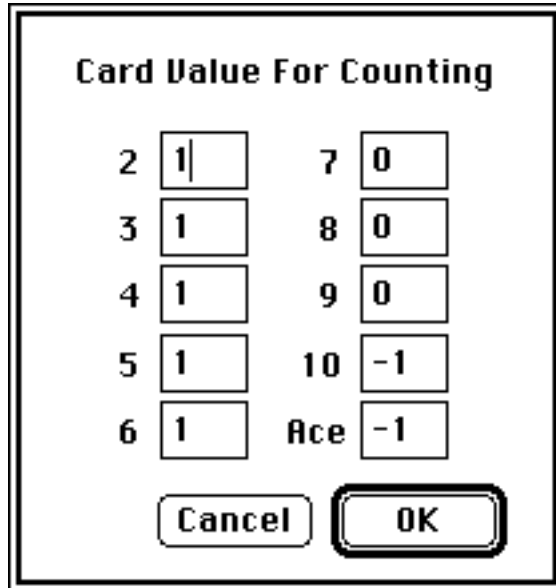 Card Value For Counting
2 1 7 0
3 1 8 0
4 1 9 0
5 1 10 -1
6 1 Ace -1
Cancel OK